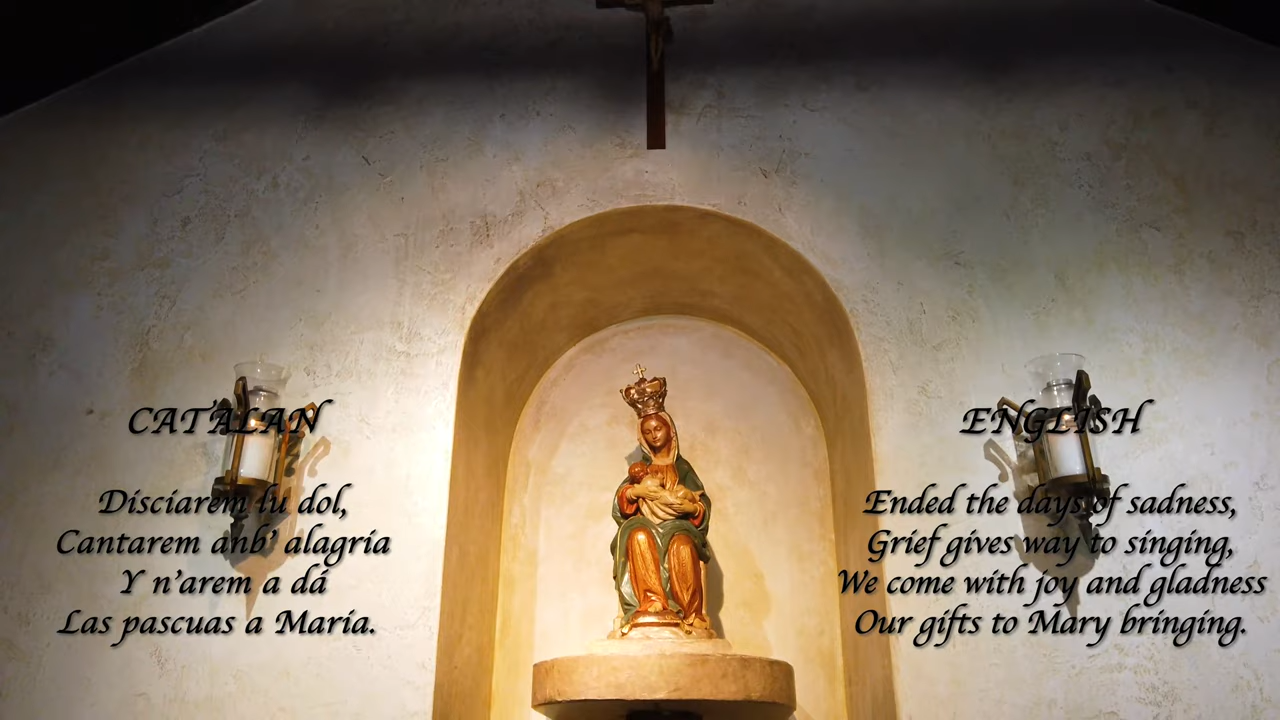 CATALAN
Disciarem lu dol,
Cantarem anb' alagria
Y n'arem a dá
Las pascuas a Maria.
ENGLISH
Ended the days of sadness,
Grief gives way to singing,
We come with joy and gladness
Our gifts to Mary bringing.